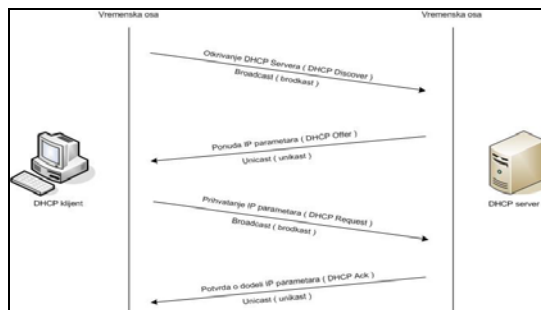 Vremenska osa
Vremenska osa
Otkrivanje DHCP Servera ( DHCP Discover )
Broadcast ( brodkast )
Ponuda IP parametara ( DHCP Offer )
Unicast ( unikast )
DHCP klijent
DHCP server
Prihvatanje IP parametara ( DHCP Request )
Broadcast ( brodkast )
Potvrda o dodeli IP parametara ( DHCP Ack )
Unicast ( unikast )